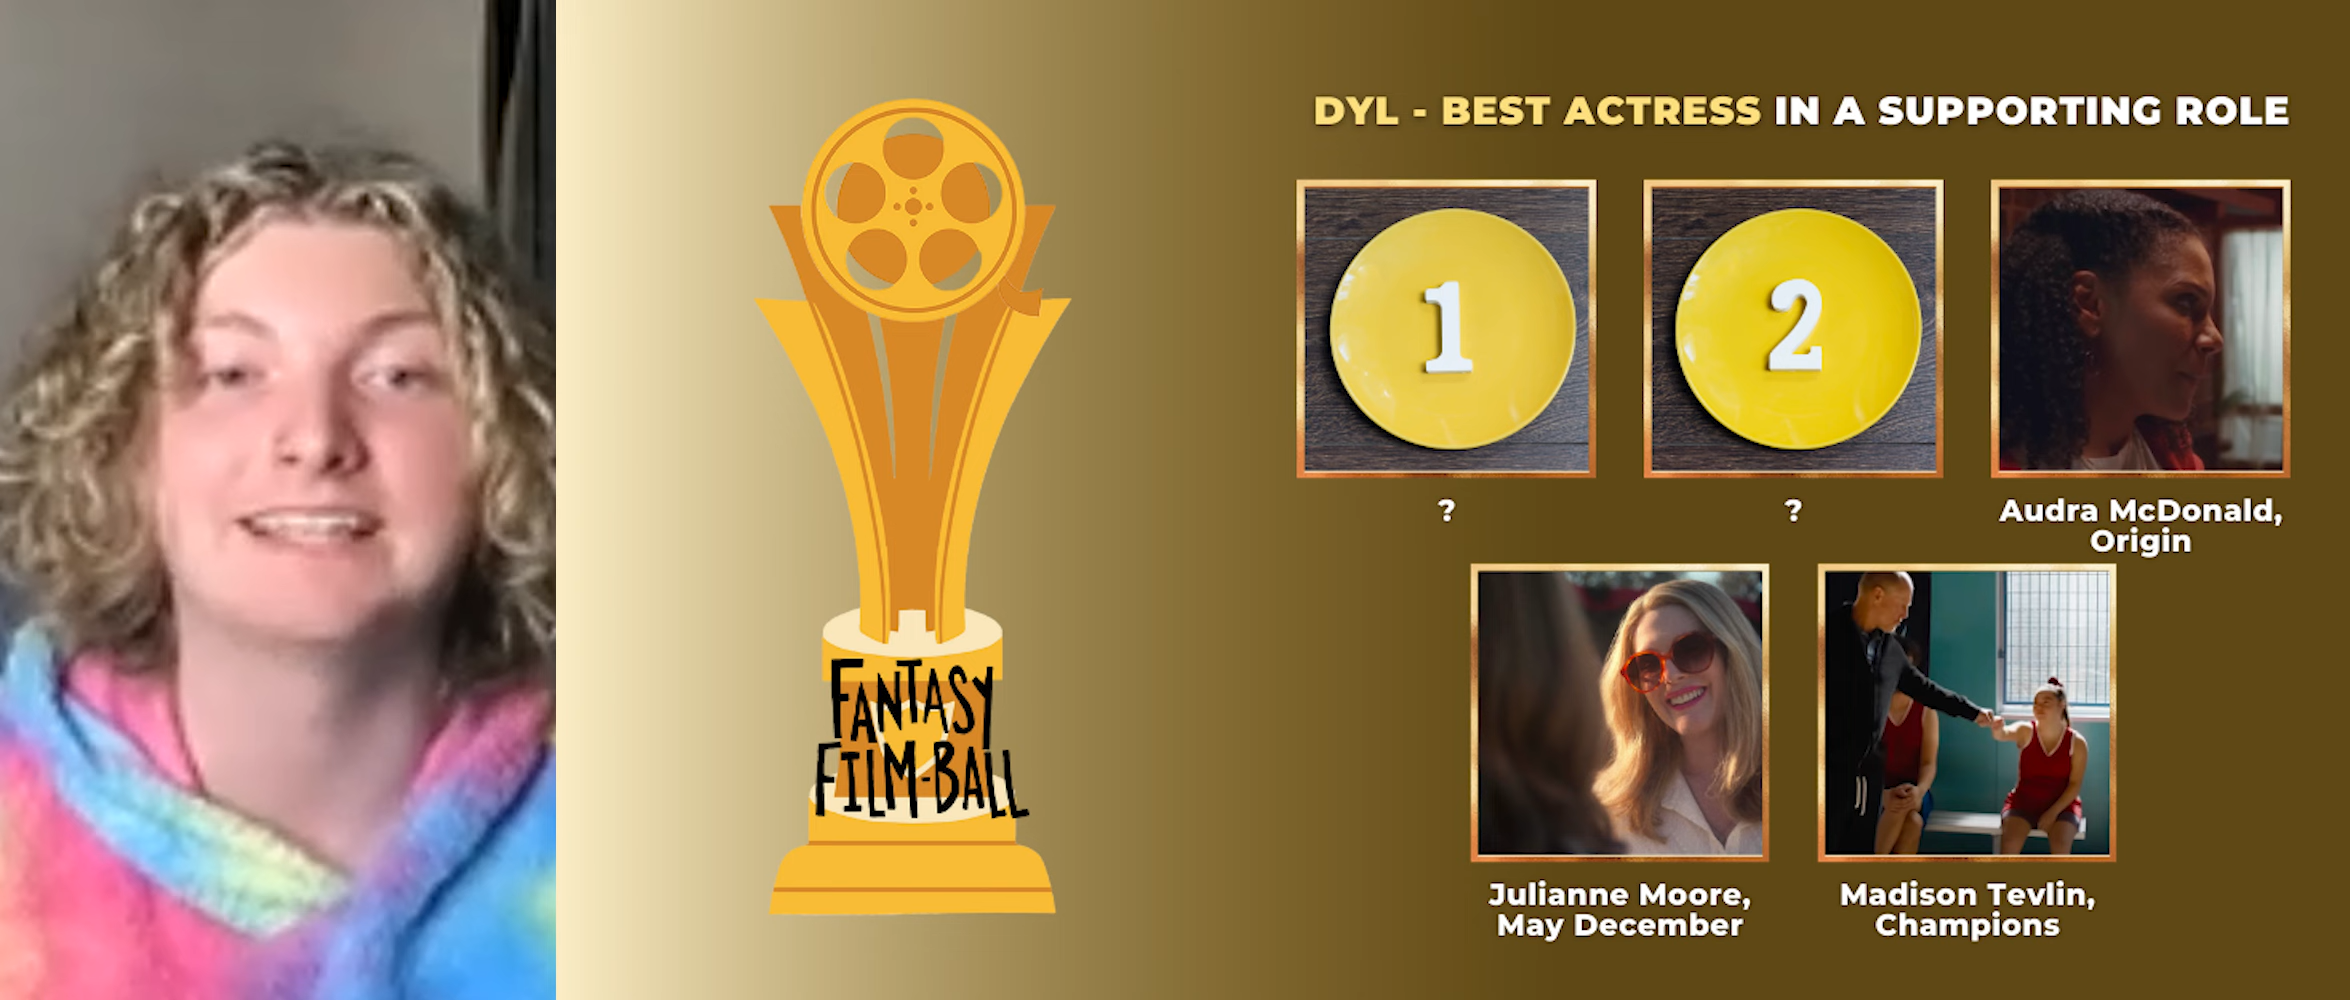 DYL - BEST ACTRESS IN A SUPPORTING ROLE
1
2
?
?
Audra McDonald,
Origin
FANTASY
FILM-BALL
Julianne Moore,
May December
Madison Tevlin,
Champions